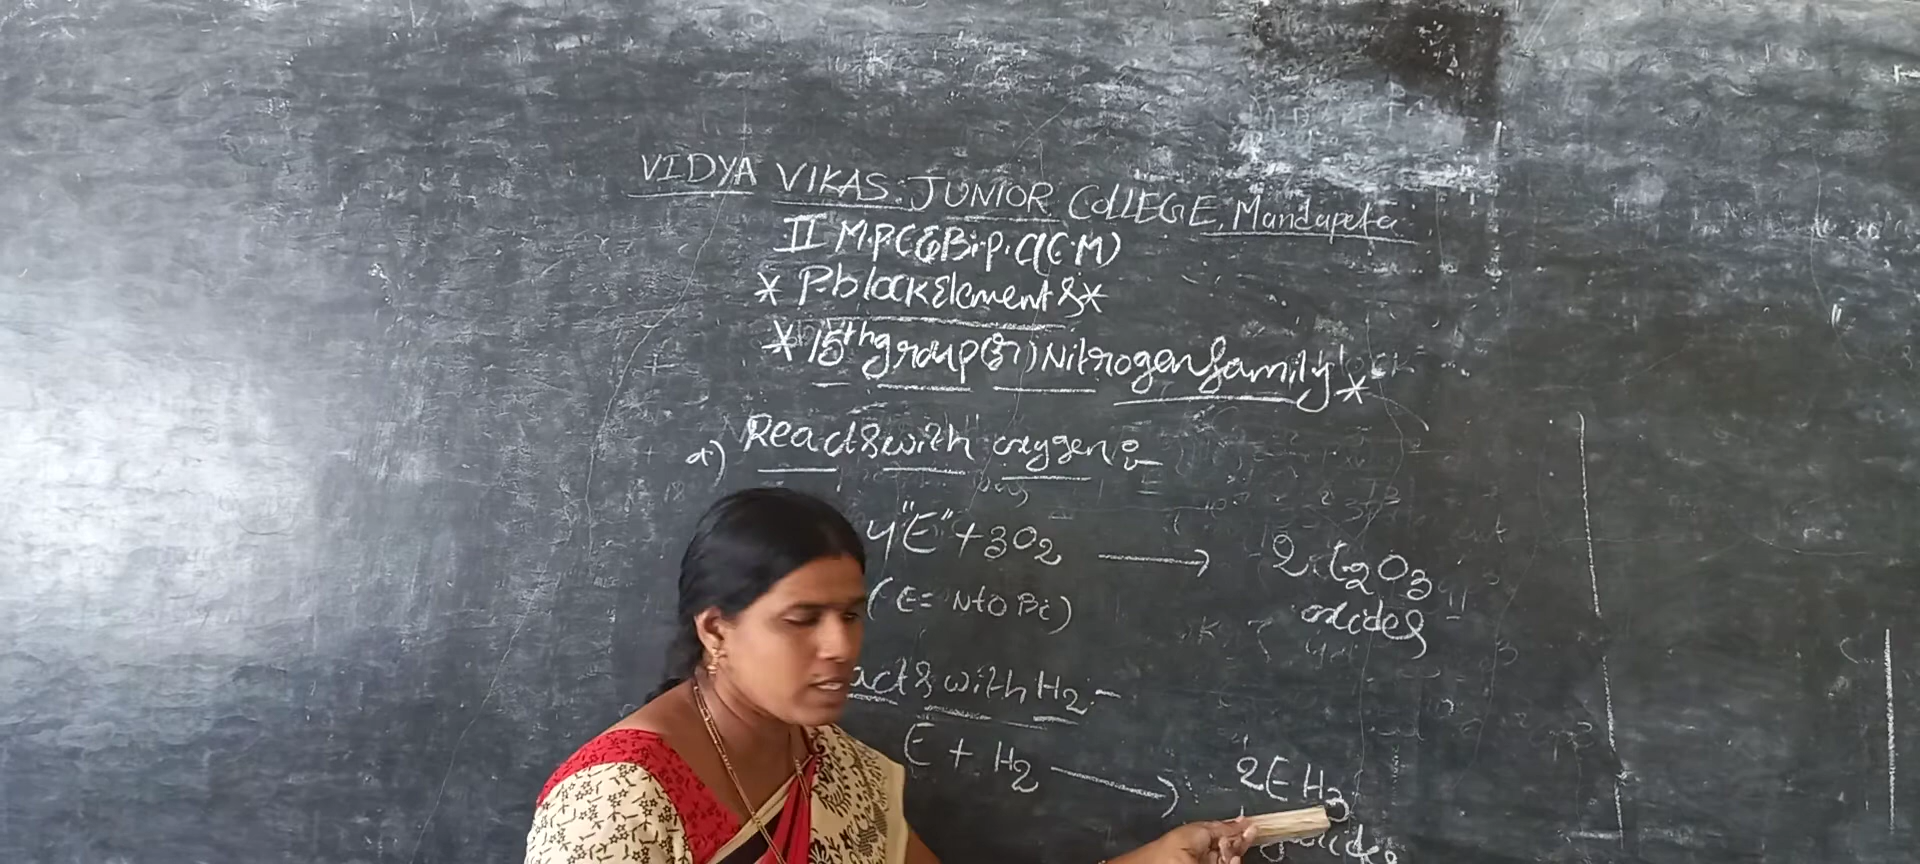 VIDYA VIKAS JUNIOR COLLEGE, Mandapeta
II M.P.C & Bi.P.C (C.M)
* P-block Elements *
* 15th group (or) Nitrogen family *
a) Reacts with oxygen :-
4"E" + 3O2 → 2E2O3
(E = N to Bi) oxides
acts with H2 :-
E + H2 → 2EH3